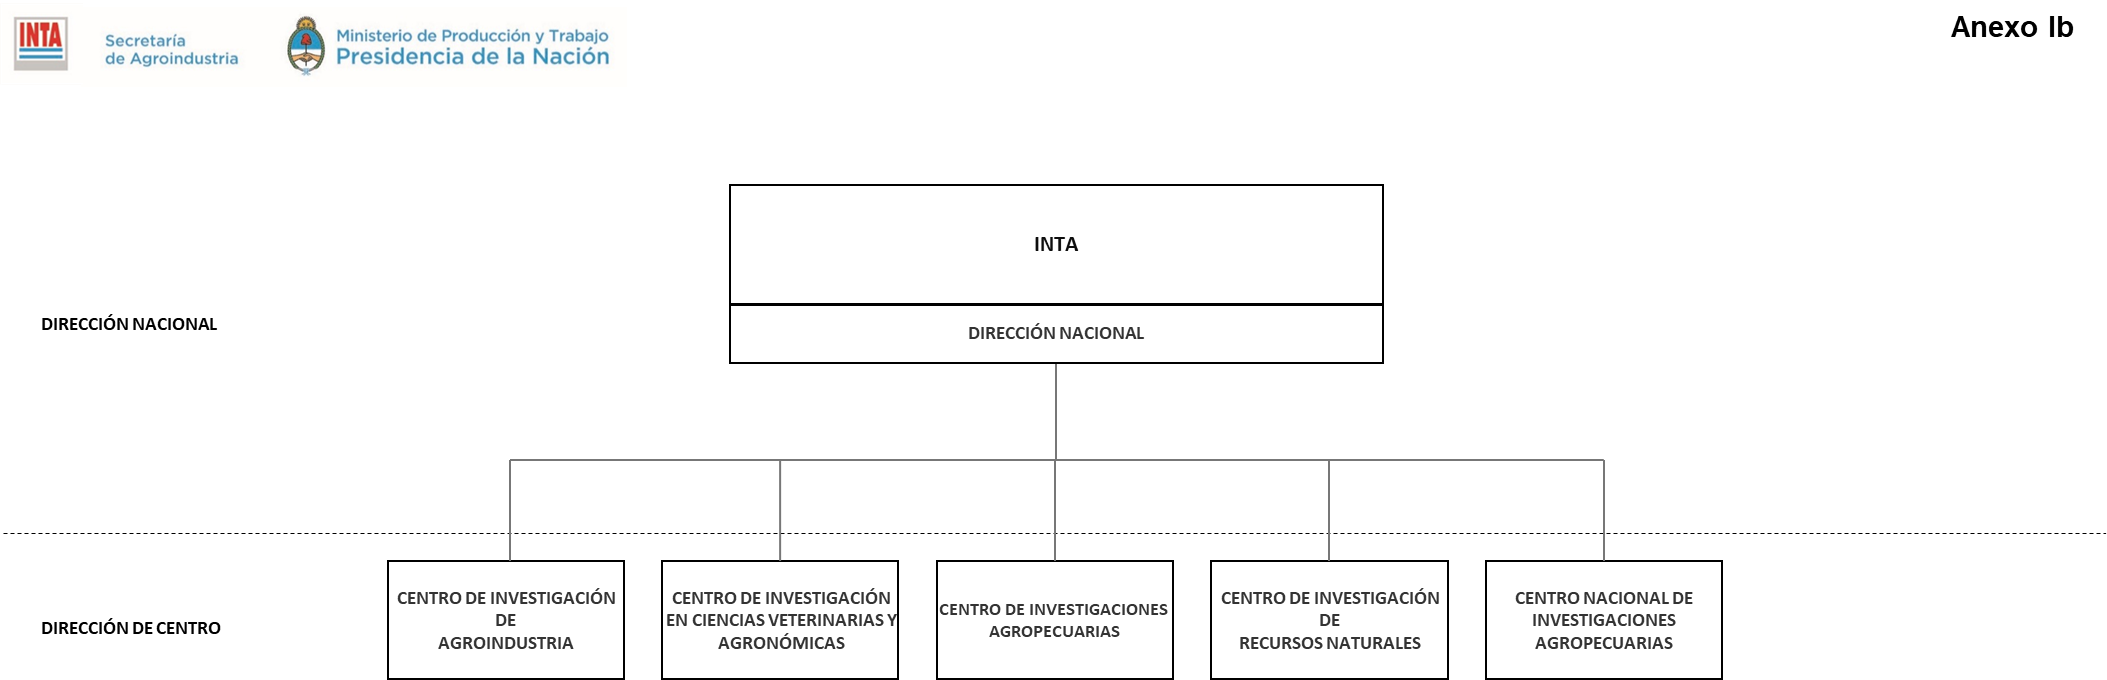 INTA
Secretaría
de Agroindustria
Ministerio de Producción y Trabajo
Presidencia de la Nación
Anexo Ib
INTA
DIRECCIÓN NACIONAL
DIRECCIÓN NACIONAL
DIRECCIÓN DE CENTRO
CENTRO DE INVESTIGACIÓN
DE
AGROINDUSTRIA
CENTRO DE INVESTIGACIÓN
EN CIENCIAS VETERINARIAS Y
AGRONÓMICAS
CENTRO DE INVESTIGACIONES
AGROPECUARIAS
CENTRO DE INVESTIGACIÓN
DE
RECURSOS NATURALES
CENTRO NACIONAL DE
INVESTIGACIONES
AGROPECUARIAS